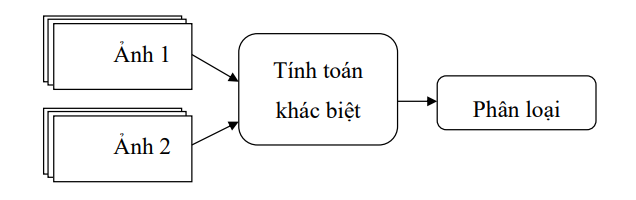 Ảnh 1
Tính toán
khác biệt
Phân loại
Ảnh 2